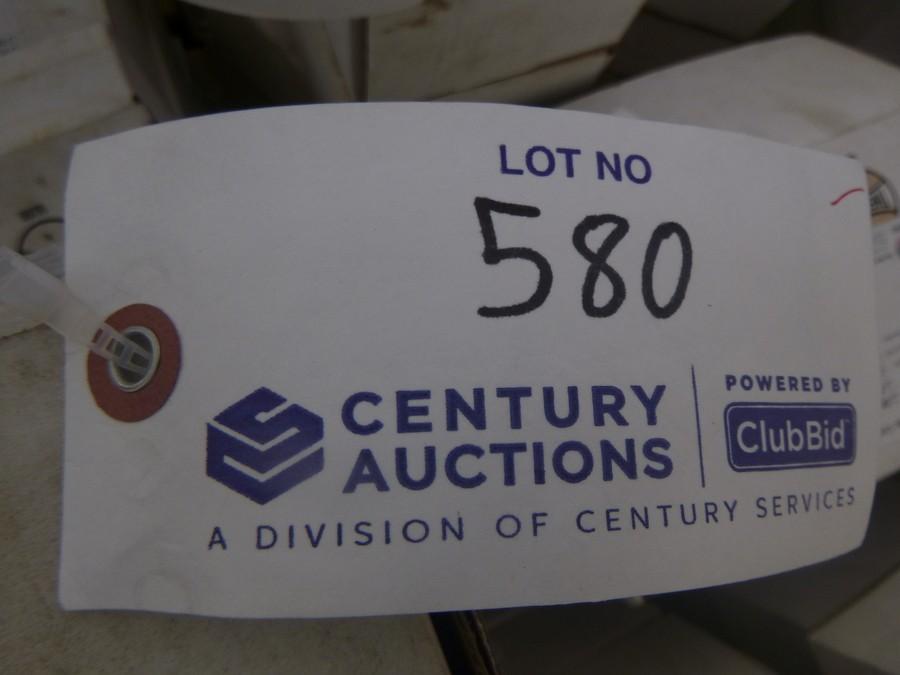 LOT NO
580
CENTURY
AUCTIONS
POWERED BY
ClubBid
A DIVISION OF CENTURY SERVICES